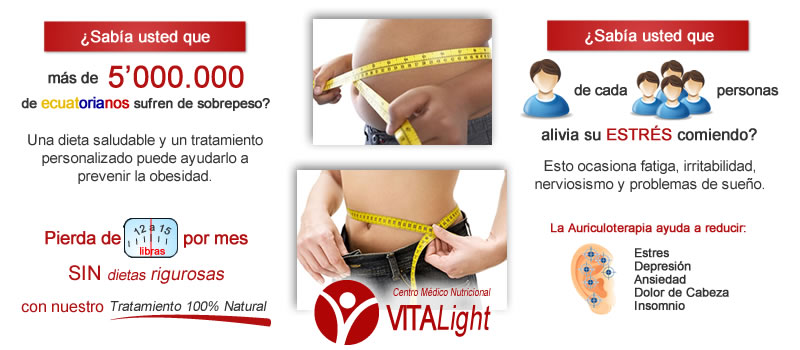 ¿Sabía usted que
más de 5’000.000
de ecuatorianos sufren de sobrepeso?
Una dieta saludable y un tratamiento
personalizado puede ayudarlo a
prevenir la obesidad.
Pierda de 12 a 15 libras por mes
SIN dietas rigurosas
con nuestro Tratamiento 100% Natural
Centro Médico Nutricional
VITALight
¿Sabía usted que
de cada personas
alivia su ESTRÉS comiendo?
Esto ocasiona fatiga, irritabilidad,
nerviosismo y problemas de sueño.
La Auriculoterapia ayuda a reducir:
Estres
Depresión
Ansiedad
Dolor de Cabeza
Insomnio